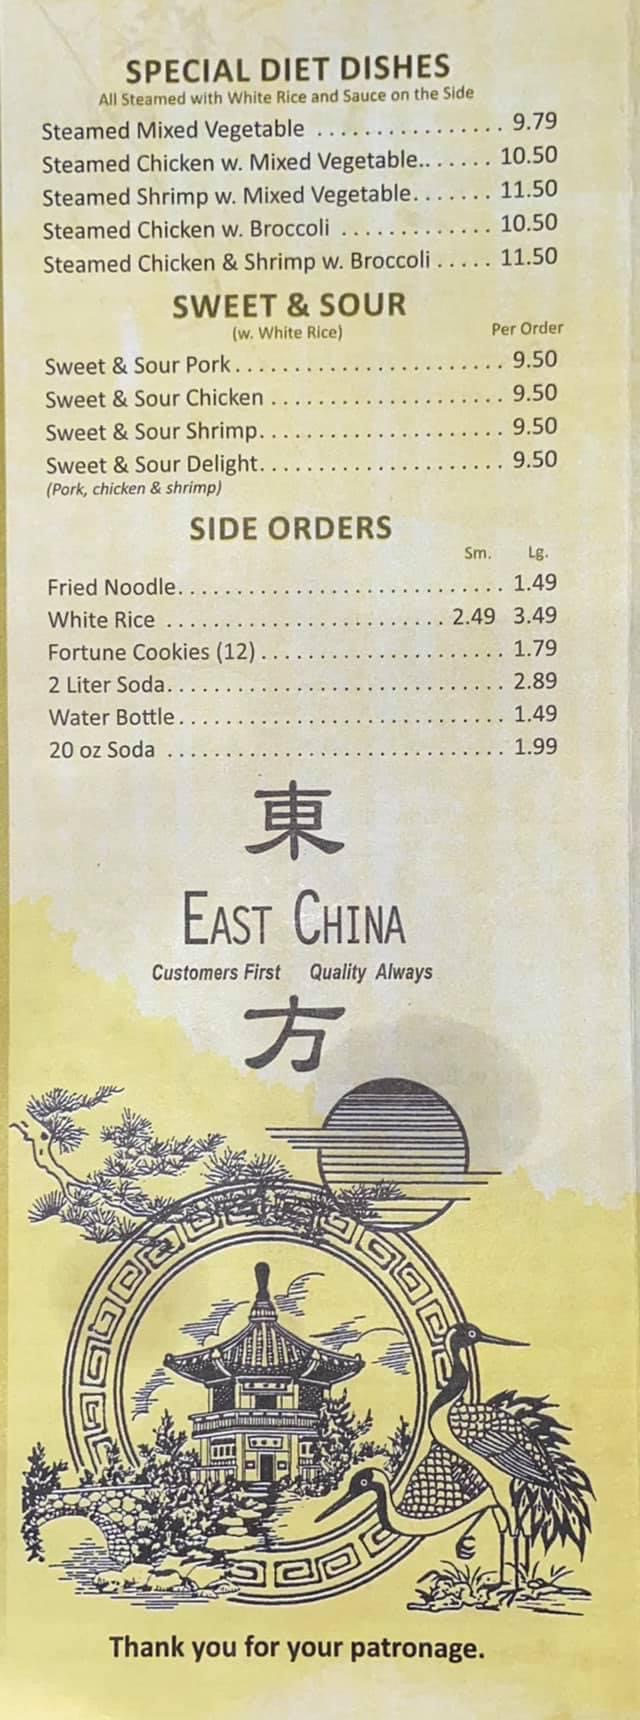 SPECIAL DIET DISHES
All Steamed with White Rice and Sauce on the Side
Steamed Mixed Vegetable ................ 9.79
Steamed Chicken w. Mixed Vegetable........ 10.50
Steamed Shrimp w. Mixed Vegetable....... 11.50
Steamed Chicken w. Broccoli ............. 10.50
Steamed Chicken & Shrimp w. Broccoli ..... 11.50
SWEET & SOUR
(w. White Rice) Per Order
Sweet & Sour Pork....................... 9.50
Sweet & Sour Chicken .................... 9.50
Sweet & Sour Shrimp..................... 9.50
Sweet & Sour Delight..................... 9.50
(Pork, chicken & shrimp)
SIDE ORDERS
Sm. Lg.
Fried Noodle............................ 1.49
White Rice ........................ 2.49 3.49
Fortune Cookies (12)..................... 1.79
2 Liter Soda............................. 2.89
Water Bottle............................ 1.49
20 oz Soda ............................. 1.99
東
EAST CHINA
Customers First Quality Always
方
Thank you for your patronage.